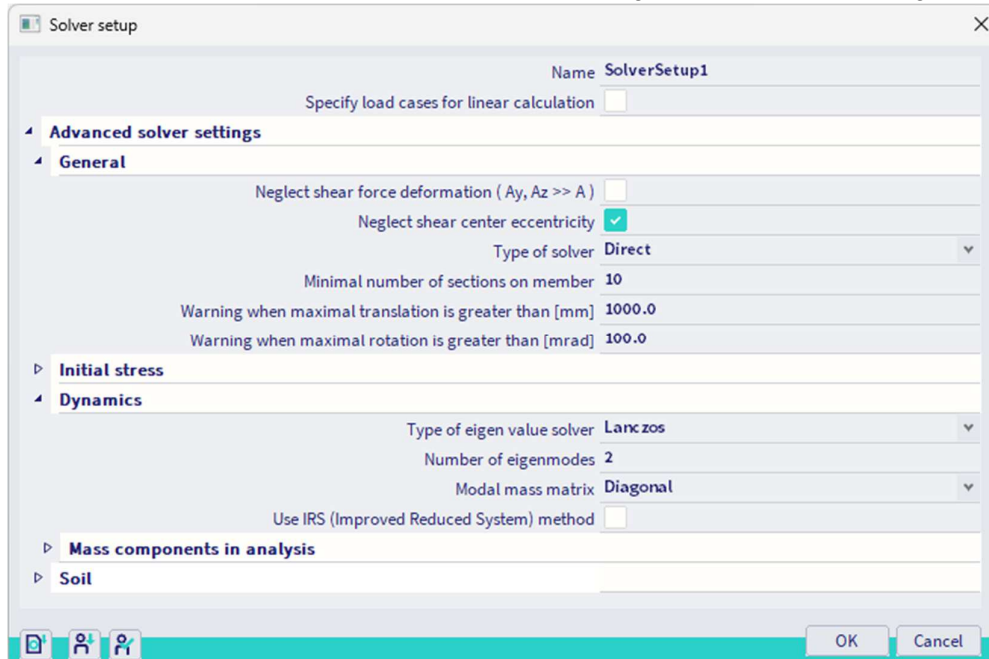 Solver setup
Name SolverSetup1
Specify load cases for linear calculation
Advanced solver settings
General
Neglect shear force deformation ( Ay, Az >> A )
Neglect shear center eccentricity
Type of solver Direct
Minimal number of sections on member 10
Warning when maximal translation is greater than [mm] 1000.0
Warning when maximal rotation is greater than [mrad] 100.0
Initial stress
Dynamics
Type of eigen value solver Lanczos
Number of eigenmodes 2
Modal mass matrix Diagonal
Use IRS (Improved Reduced System) method
Mass components in analysis
Soil
OK Cancel